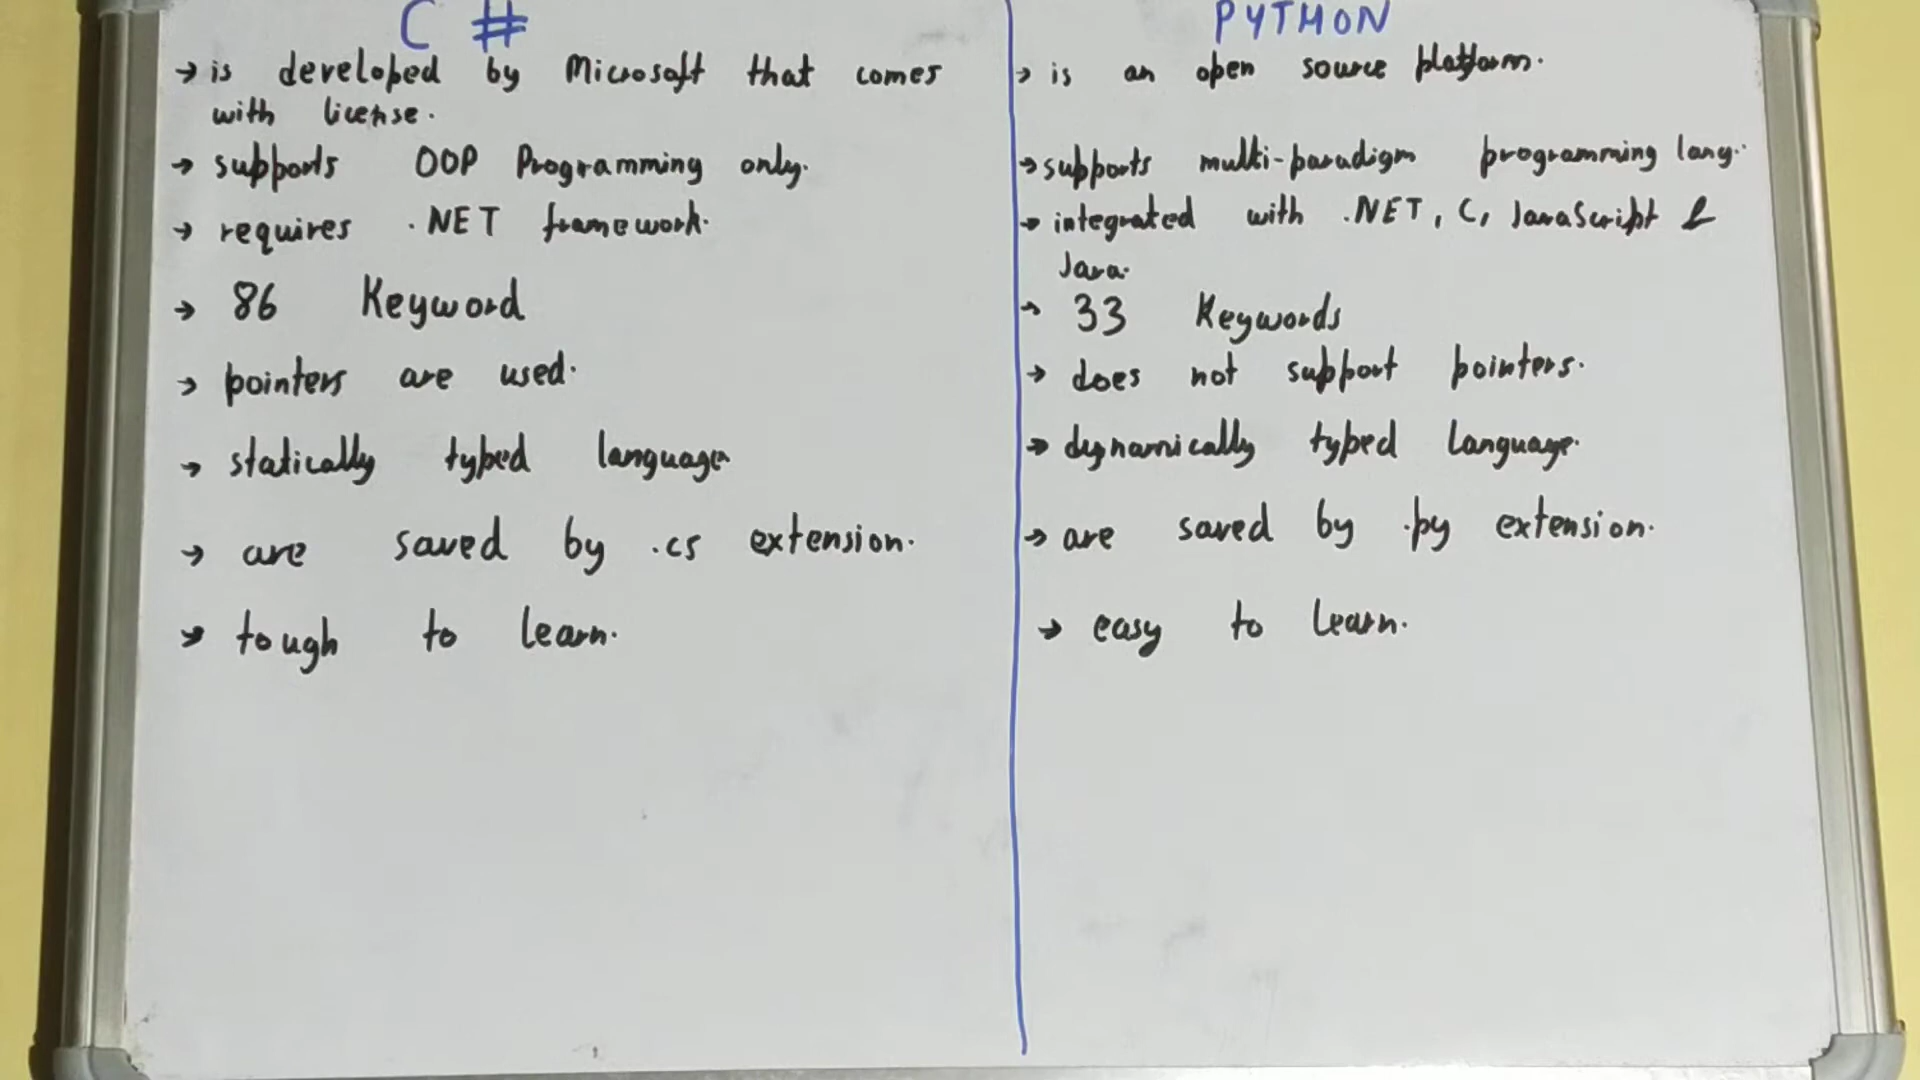 C #
→ is developed by Microsoft that comes
with license.
→ supports OOP Programming only.
→ requires .NET framework.
→ 86 Keyword
→ pointers are used.
→ statically typed language
→ are saved by .cs extension.
→ tough to learn.
PYTHON
→ is an open source platform.
→ supports multi-paradigm programming lang.
→ integrated with .NET, C, JavaScript &
Java.
→ 33 Keywords
→ does not support pointers.
→ dynamically typed language.
→ are saved by .py extension.
→ easy to learn.